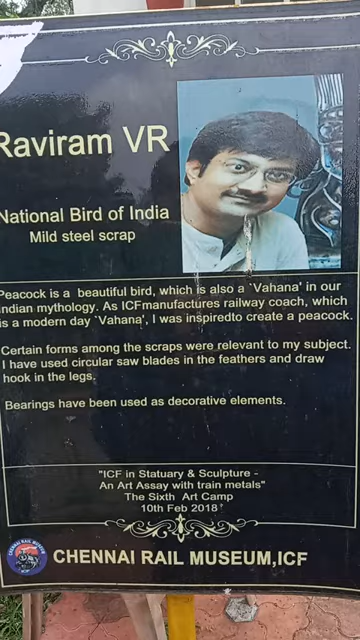 Raviram VR
National Bird of India
Mild steel scrap
Peacock is a beautiful bird, which is also a `Vahana' in our
Indian mythology. As ICFmanufactures railway coach, which
is a modern day `Vahana', I was inspiredto create a peacock.
Certain forms among the scraps were relevant to my subject.
I have used circular saw blades in the feathers and draw
hook in the legs.
Bearings have been used as decorative elements.
"ICF in Statuary & Sculpture -
An Art Assay with train metals"
The Sixth Art Camp
10th Feb 2018
CHENNAI RAIL MUSEUM,ICF